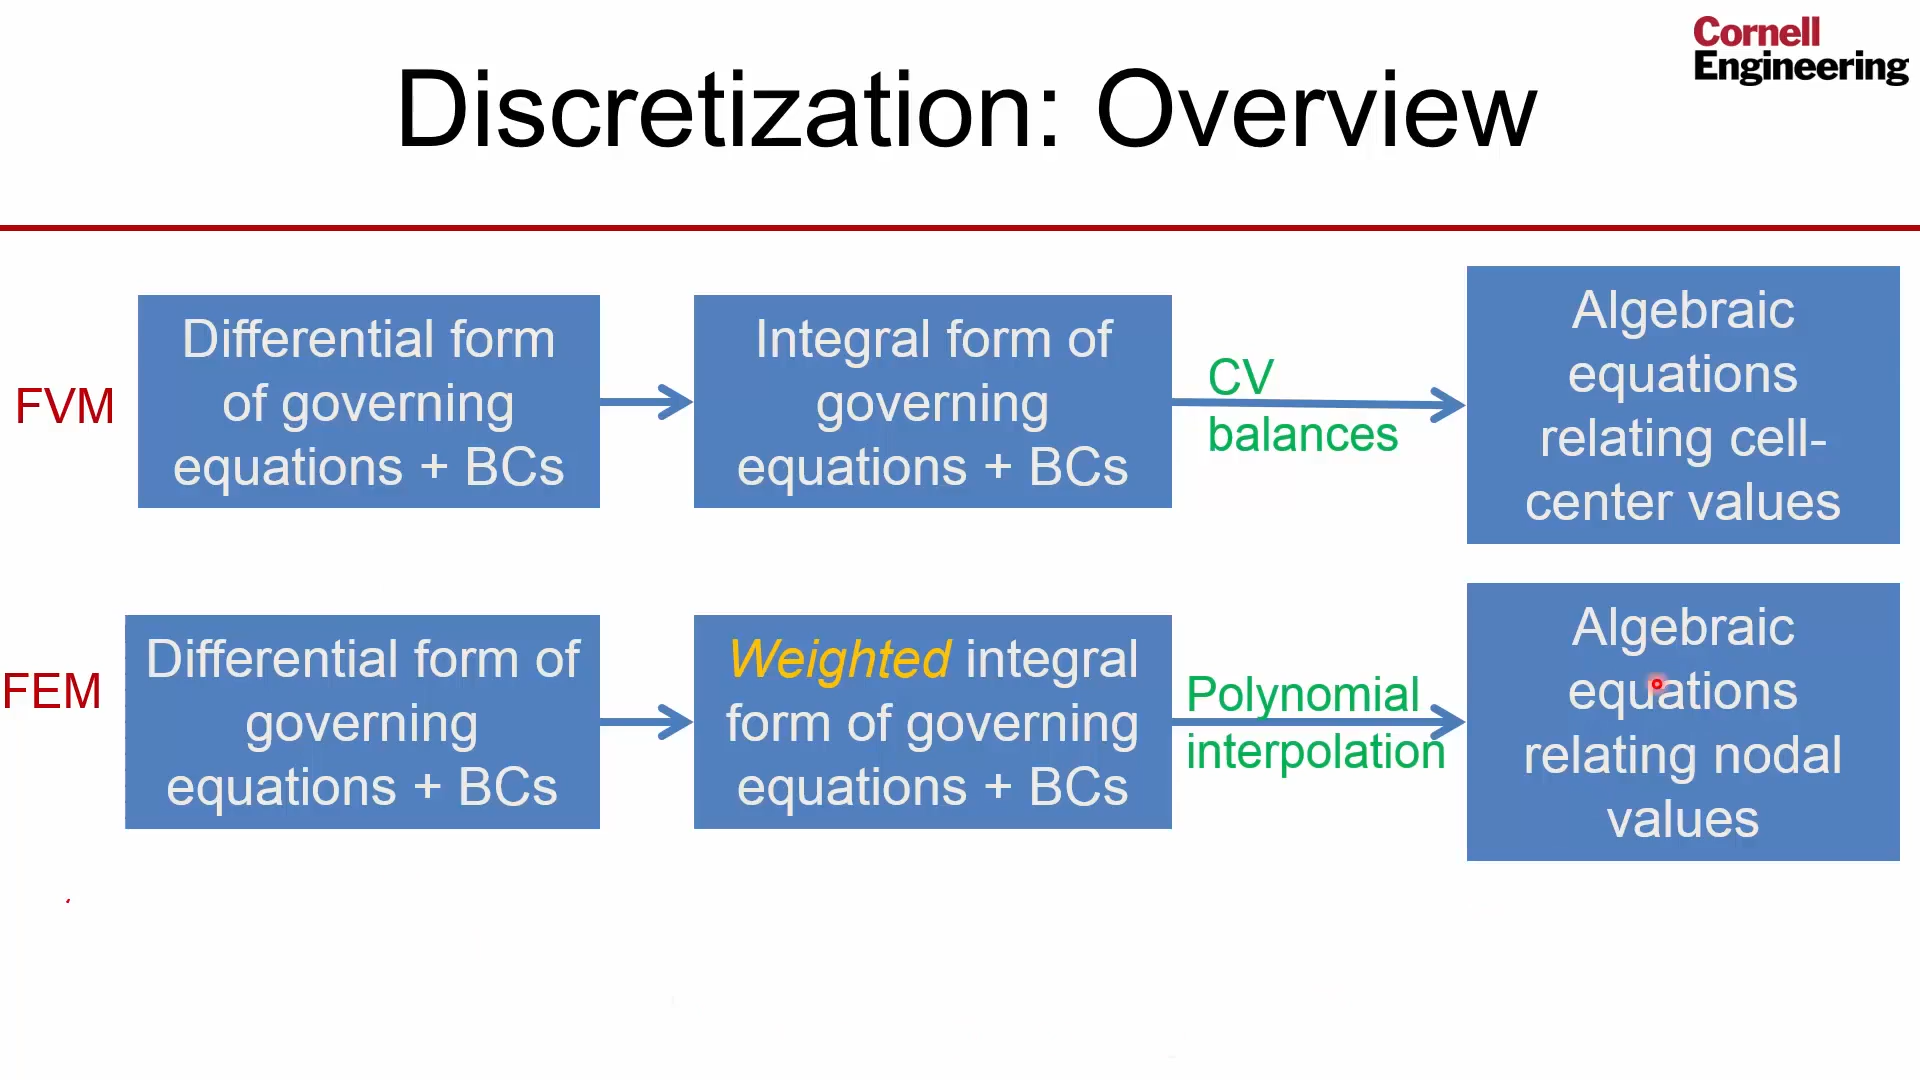 Cornell
Engineering
Discretization: Overview
FVM
Differential form
of governing
equations + BCs
Integral form of
governing
equations + BCs
CV
balances
Algebraic
equations
relating cell-
center values
FEM
Differential form of
governing
equations + BCs
Weighted integral
form of governing
equations + BCs
Polynomial
interpolation
Algebraic
equations
relating nodal
values